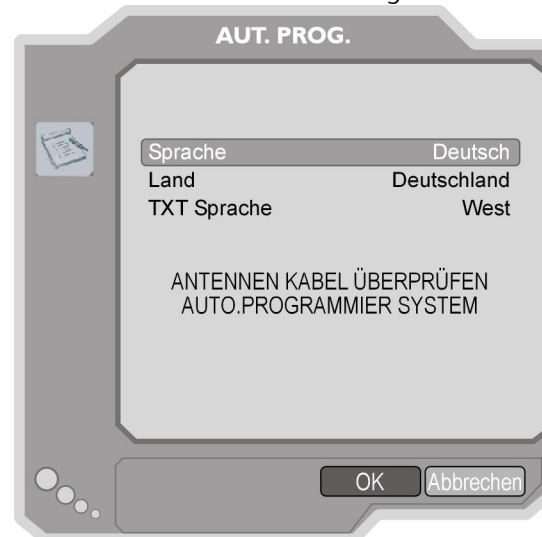 AUT. PROG.
Sprache Deutsch
Land Deutschland
TXT Sprache West
ANTENNEN KABEL ÜBERPRÜFEN
AUTO.PROGRAMMIER SYSTEM
OK Abbrechen